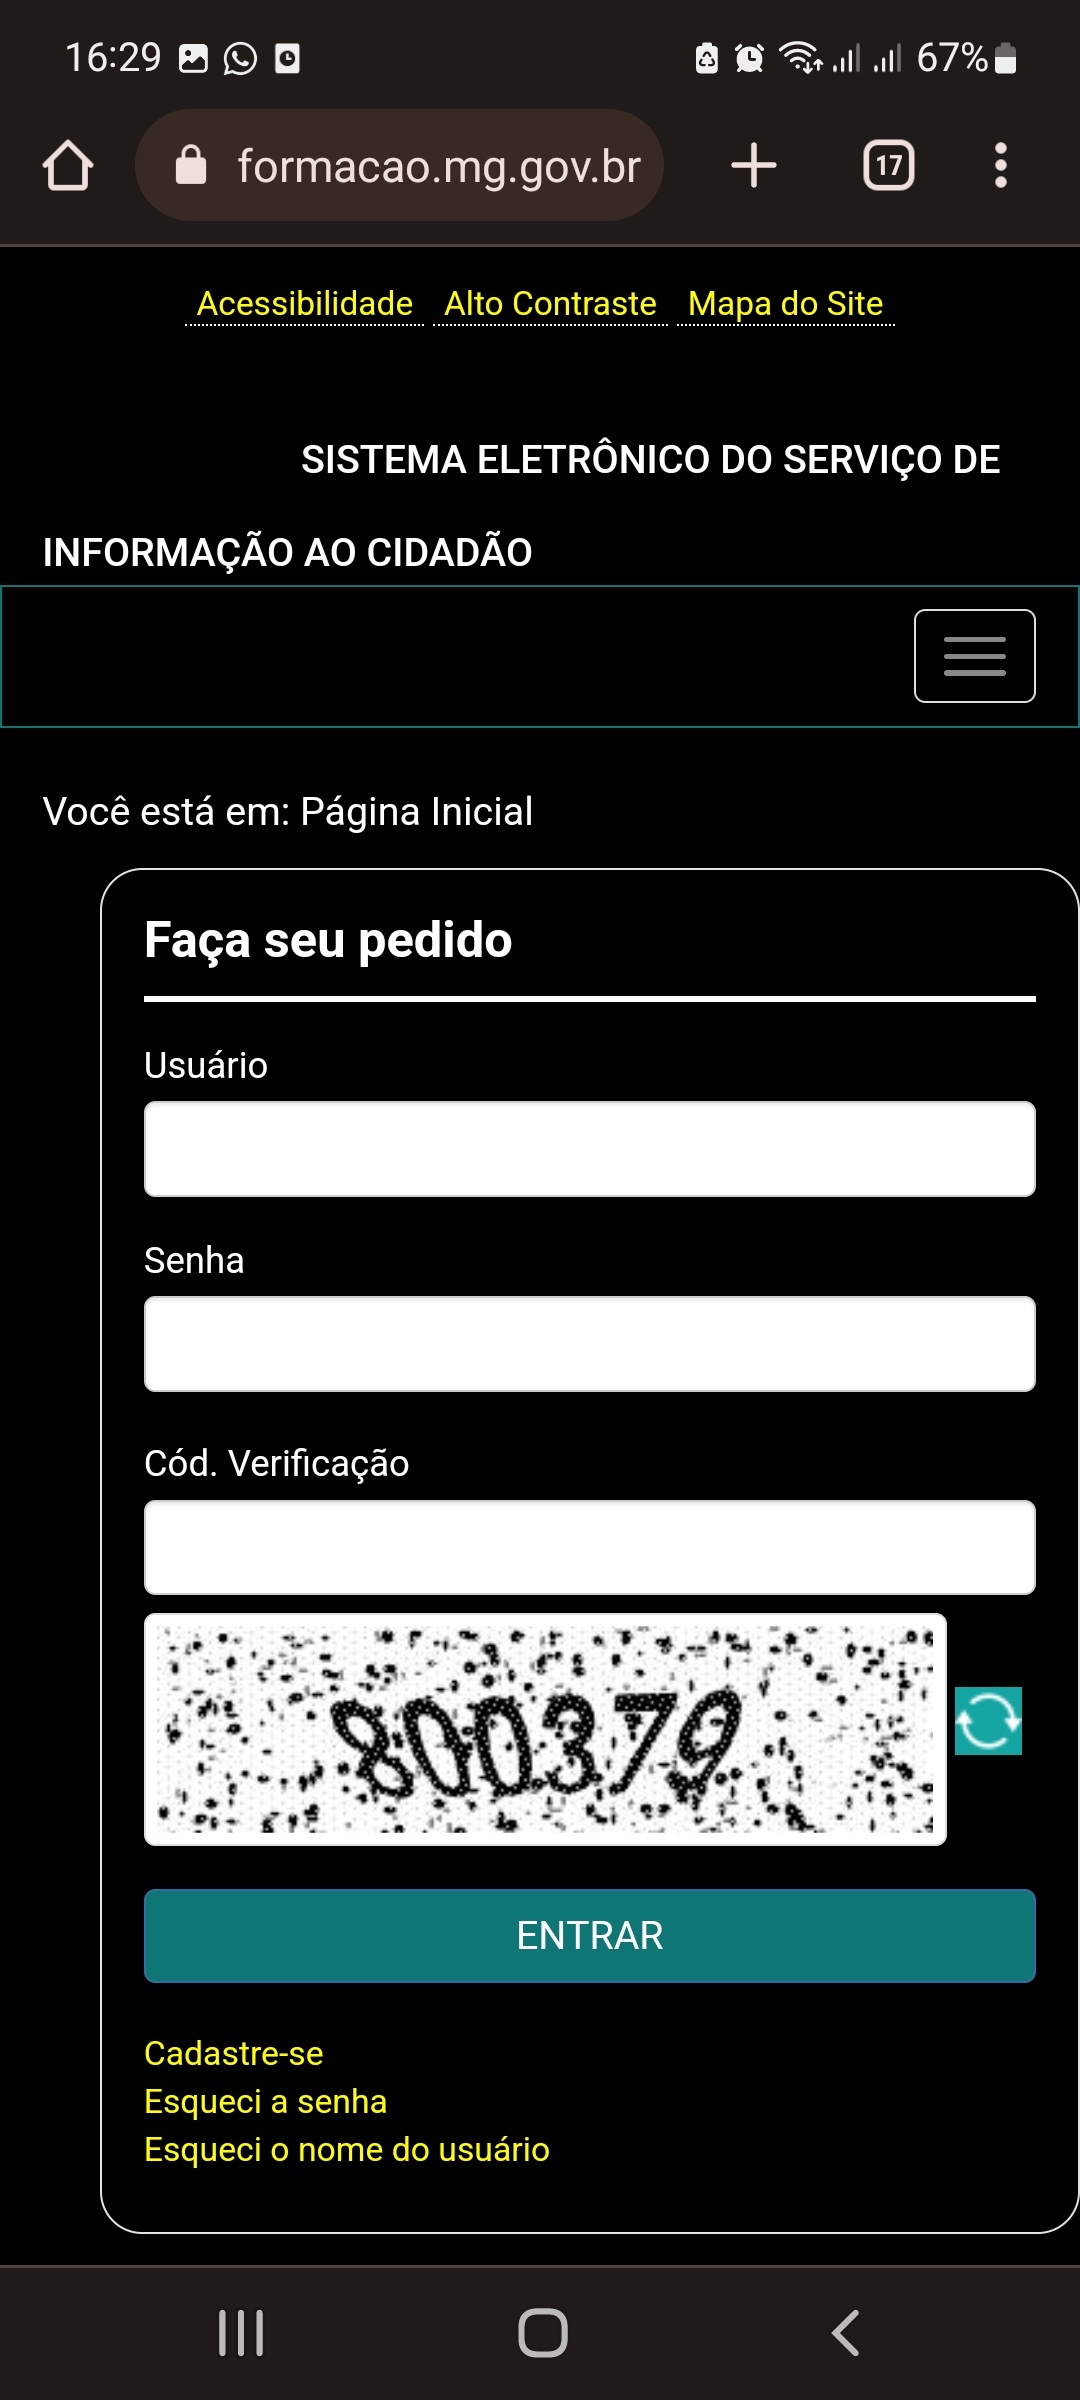 16:29
67%
formacao.mg.gov.br
17
Acessibilidade Alto Contraste Mapa do Site
SISTEMA ELETRÔNICO DO SERVIÇO DE
INFORMAÇÃO AO CIDADÃO
Você está em: Página Inicial
Faça seu pedido
Usuário
Senha
Cód. Verificação
800379
ENTRAR
Cadastre-se
Esqueci a senha
Esqueci o nome do usuário